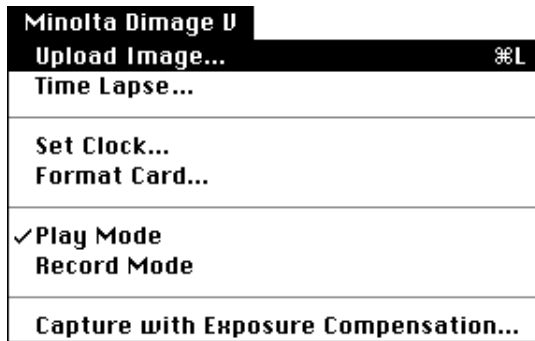 Minolta Dimage V
Upload Image... ⌘L
Time Lapse...
Set Clock...
Format Card...
✓Play Mode
Record Mode
Capture with Exposure Compensation...